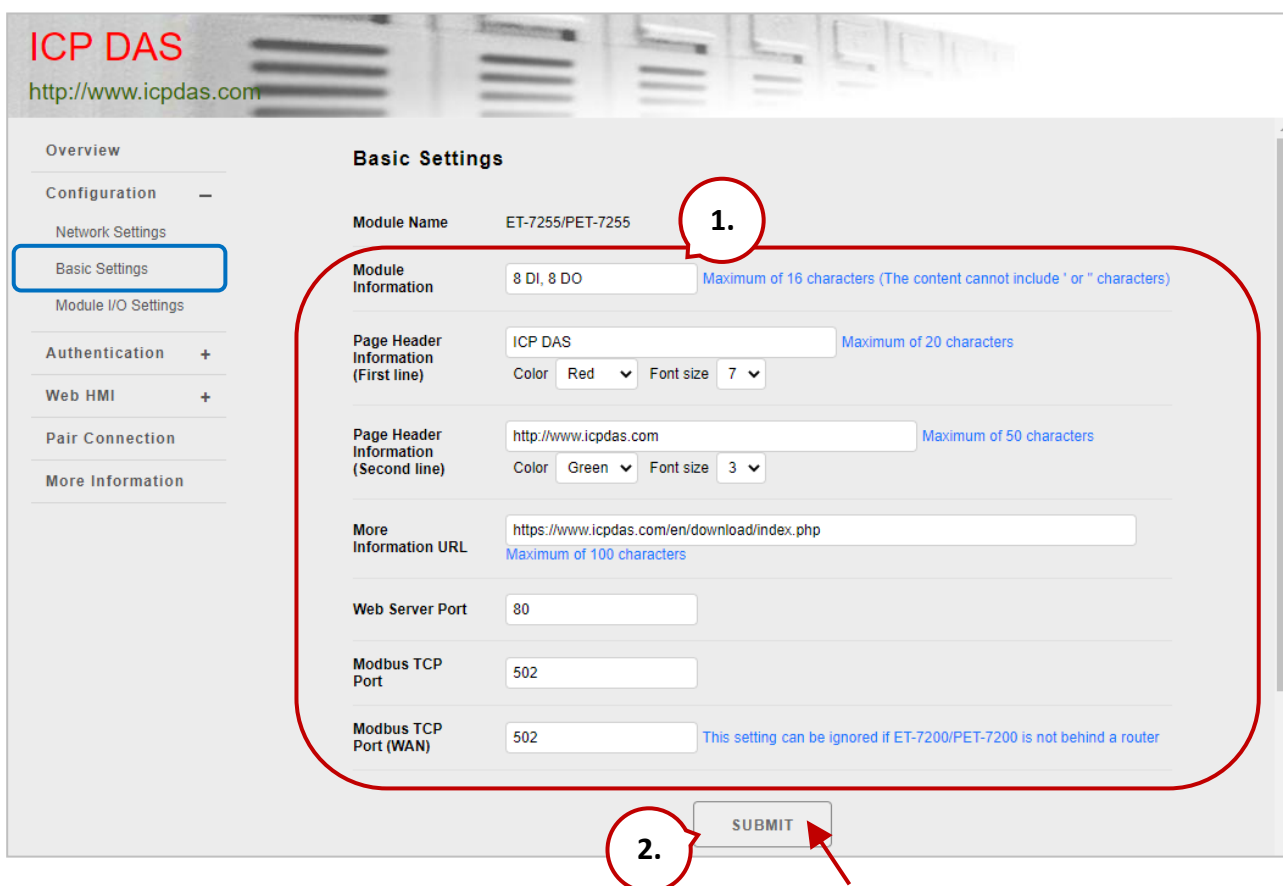 ICP DAS
http://www.icpdas.com
Overview
Configuration –
Network Settings
Basic Settings
Module I/O Settings
Authentication +
Web HMI +
Pair Connection
More Information
Basic Settings
Module Name ET-7255/PET-7255
1.
Module
Information
8 DI, 8 DO Maximum of 16 characters (The content cannot include ' or " characters)
Page Header
Information
(First line)
ICP DAS Maximum of 20 characters
Color Red Font size 7
Page Header
Information
(Second line)
http://www.icpdas.com Maximum of 50 characters
Color Green Font size 3
More
Information URL
https://www.icpdas.com/en/download/index.php
Maximum of 100 characters
Web Server Port 80
Modbus TCP
Port
502
Modbus TCP
Port (WAN)
502 This setting can be ignored if ET-7200/PET-7200 is not behind a router
SUBMIT
2.